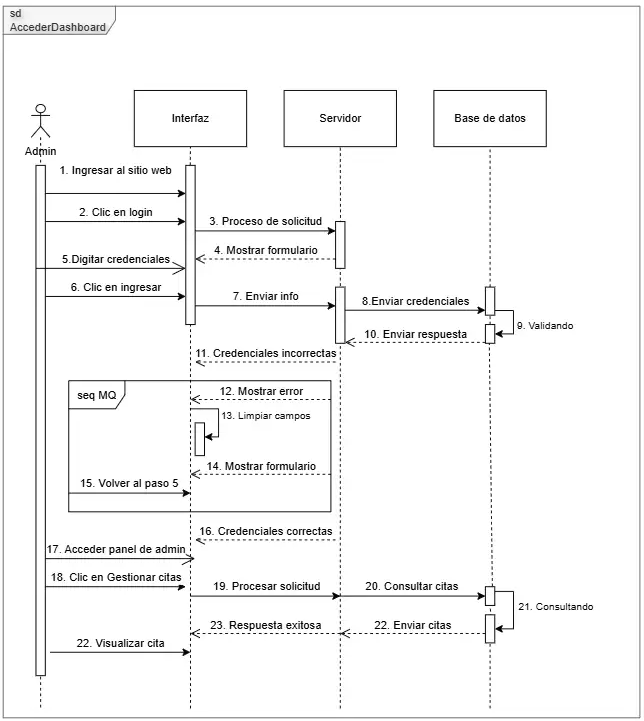 sd
AccederDashboard
Interfaz
Servidor
Base de datos
Admin
1. Ingresar al sitio web
2. Clic en login
3. Proceso de solicitud
4. Mostrar formulario
5.Digitar credenciales
6. Clic en ingresar
7. Enviar info
8.Enviar credenciales
9. Validando
10. Enviar respuesta
11. Credenciales incorrectas
seq MQ
12. Mostrar error
13. Limpiar campos
14. Mostrar formulario
15. Volver al paso 5
16. Credenciales correctas
17. Acceder panel de admin
18. Clic en Gestionar citas
19. Procesar solicitud
20. Consultar citas
21. Consultando
22. Enviar citas
23. Respuesta exitosa
22. Visualizar cita